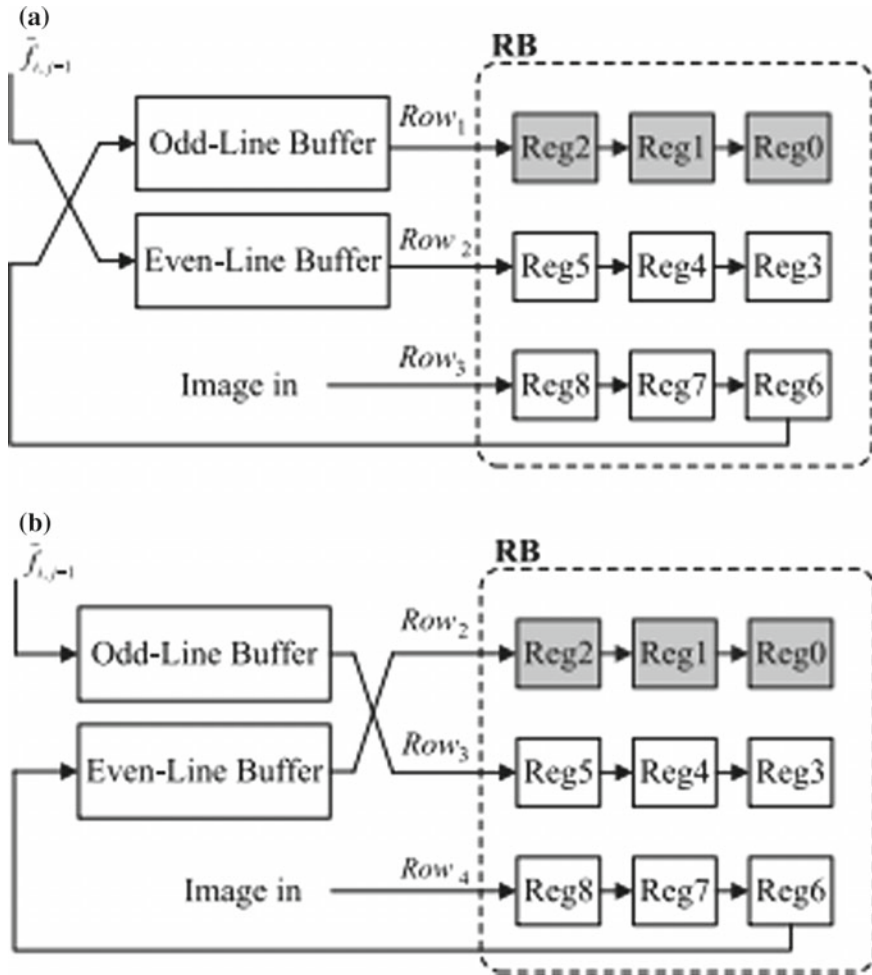 (a)
f̄ᵢ,ⱼ₋₁
RB
Odd-Line Buffer
Row₁
Reg2
Reg1
Reg0
Even-Line Buffer
Row₂
Reg5
Reg4
Reg3
Image in
Row₃
Reg8
Reg7
Reg6
(b)
f̄ᵢ,ⱼ₋₁
RB
Odd-Line Buffer
Row₂
Reg2
Reg1
Reg0
Even-Line Buffer
Row₃
Reg5
Reg4
Reg3
Image in
Row₄
Reg8
Reg7
Reg6